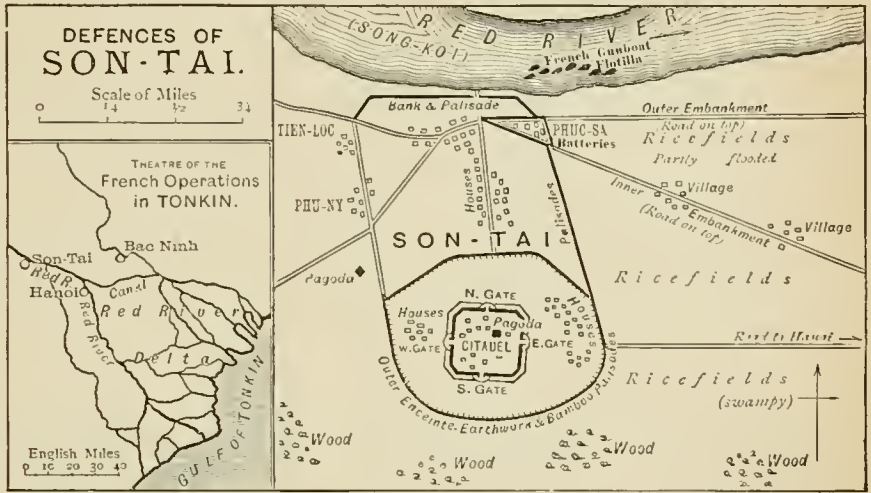 DEFENCES OF
SON-TAI.
Scale of Miles
0 1/4 1/2 3/4
THEATRE OF THE
French Operations
in TONKIN.
Son-Tai
Bac Ninh
Red R.
Hanoi
Canal
Red River
Red River
Delta
GULF OF TONKIN
English Miles
0 10 20 30 40
RED RIVER
(SONG-KOÏ)
French Gunboat
Flotilla
Bank & Palisade
Outer Embankment
(Road on top)
TIEN-LOC
PHUC-SA
Batteries
Ricefields
Partly flooded
Houses
Palisades
Inner Embankment
(Road on top)
Village
Village
PHU-NY
SON-TAI
Pagoda
Ricefields
N. GATE
Houses
Pagoda
Houses
W. GATE
CITADEL
E. GATE
S. GATE
Road to Hanoi
Outer Enceinte-Earthwork & Bamboo Palisades
Ricefields
(swampy)
Wood
Wood
Wood
Wood